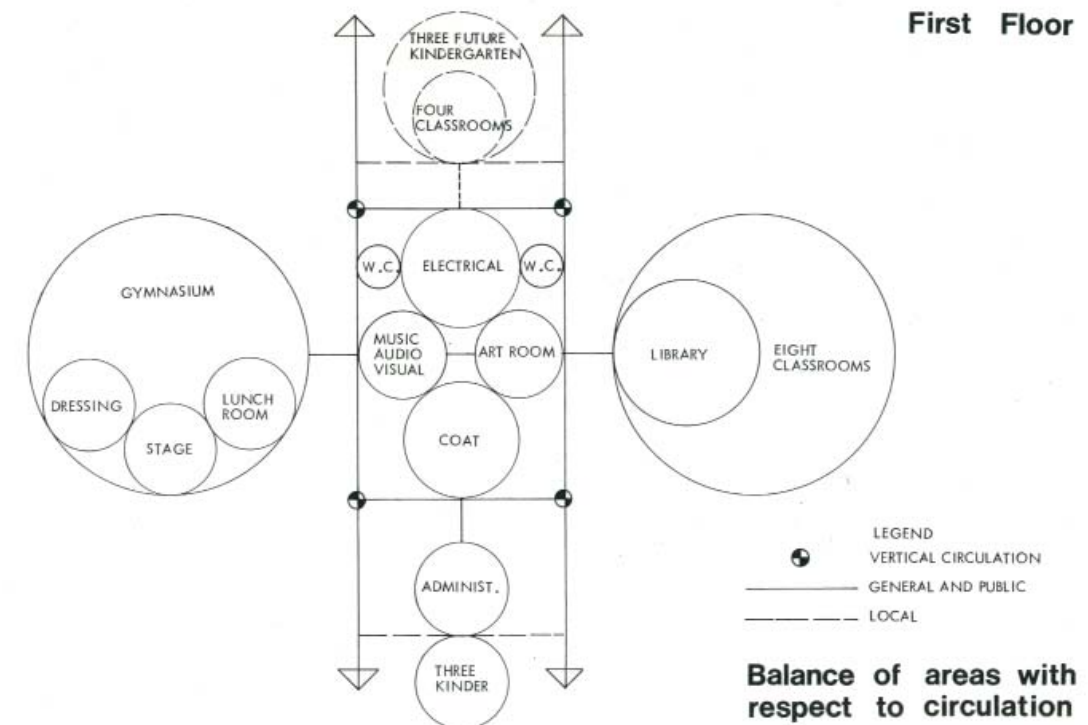 First Floor
THREE FUTURE
KINDERGARTEN
FOUR
CLASSROOMS
W.C.
ELECTRICAL
W.C.
GYMNASIUM
MUSIC
AUDIO
VISUAL
ART ROOM
LIBRARY
EIGHT
CLASSROOMS
DRESSING
LUNCH
ROOM
STAGE
COAT
LEGEND
VERTICAL CIRCULATION
GENERAL AND PUBLIC
LOCAL
ADMINIST.
THREE
KINDER
Balance of areas with
respect to circulation